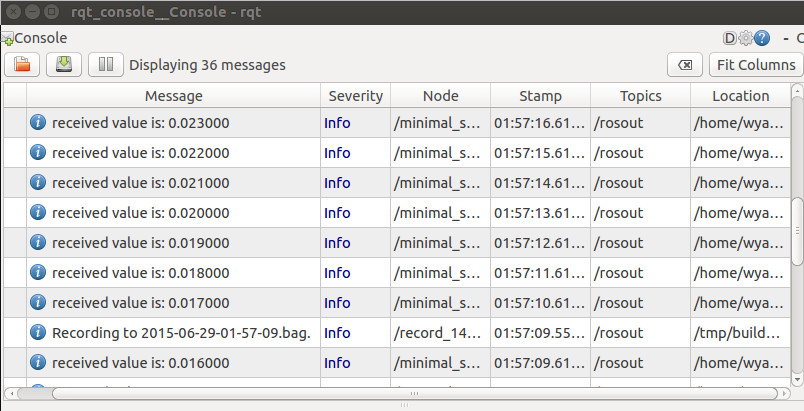 rqt_console__Console - rqt
Console D - C
Displaying 36 messages Fit Columns
Message Severity Node Stamp Topics Location
received value is: 0.023000 Info /minimal_s... 01:57:16.61... /rosout /home/wya...
received value is: 0.022000 Info /minimal_s... 01:57:15.61... /rosout /home/wya...
received value is: 0.021000 Info /minimal_s... 01:57:14.61... /rosout /home/wya...
received value is: 0.020000 Info /minimal_s... 01:57:13.61... /rosout /home/wya...
received value is: 0.019000 Info /minimal_s... 01:57:12.61... /rosout /home/wya...
received value is: 0.018000 Info /minimal_s... 01:57:11.61... /rosout /home/wya...
received value is: 0.017000 Info /minimal_s... 01:57:10.61... /rosout /home/wya...
Recording to 2015-06-29-01-57-09.bag. Info /record_14... 01:57:09.55... /rosout /tmp/build...
received value is: 0.016000 Info /minimal_s... 01:57:09.61... /rosout /home/wya...